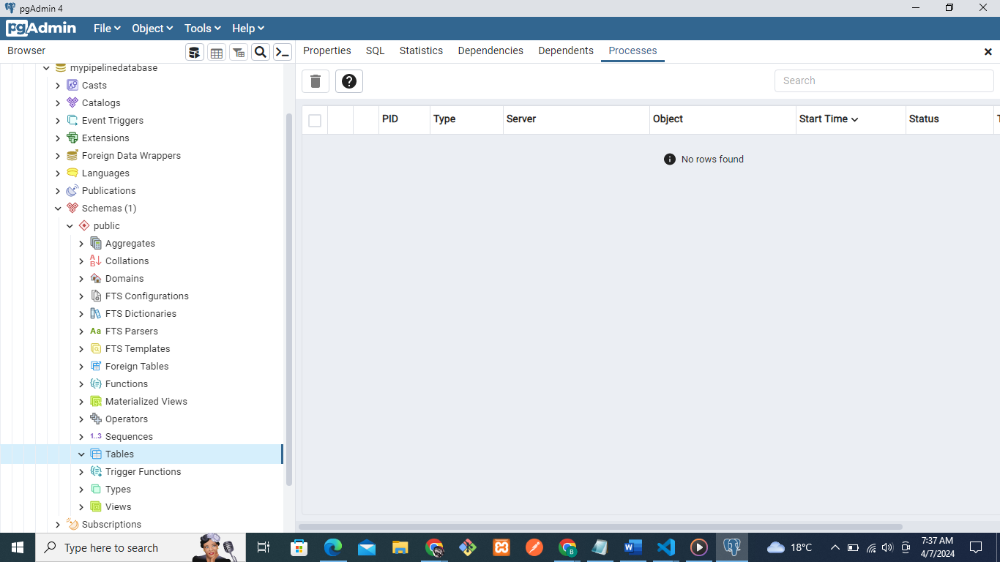 pgAdmin 4
pgAdmin File Object Tools Help
Browser
Properties SQL Statistics Dependencies Dependents Processes
Search
mypipelinedatabase
Casts
Catalogs
Event Triggers
Extensions
Foreign Data Wrappers
Languages
Publications
Schemas (1)
public
Aggregates
Collations
Domains
FTS Configurations
FTS Dictionaries
Aa FTS Parsers
FTS Templates
Foreign Tables
Functions
Materialized Views
Operators
1..3 Sequences
Tables
Trigger Functions
Types
Views
Subscriptions
PID Type Server Object Start Time Status T
No rows found
Type here to search
18°C
7:37 AM
4/7/2024